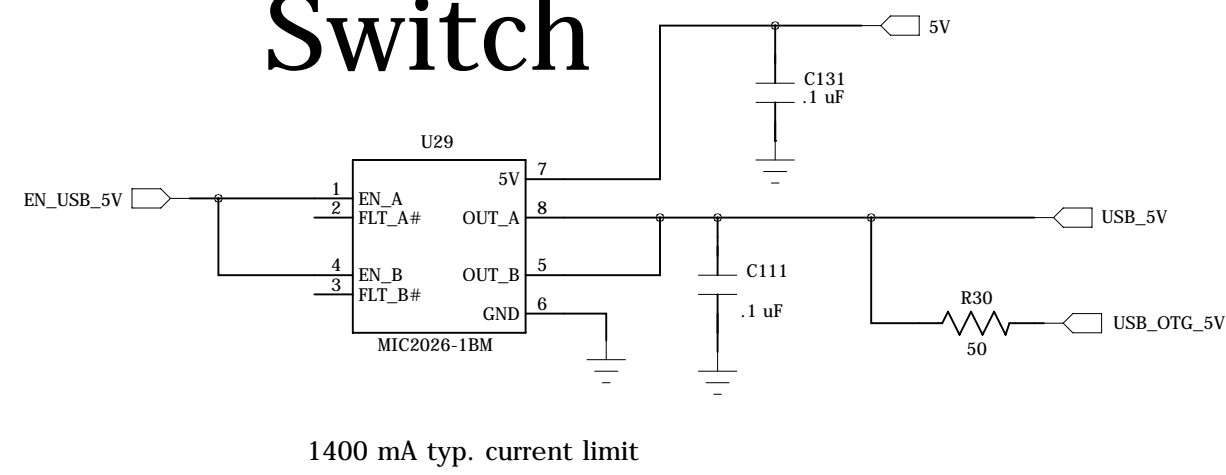 Switch
5V
C131
.1 uF
U29
EN_USB_5V
1 EN_A
2 FLT_A#
4 EN_B
3 FLT_B#
5V 7
OUT_A 8
OUT_B 5
GND 6
MIC2026-1BM
USB_5V
C111
.1 uF
R30
50
USB_OTG_5V
1400 mA typ. current limit